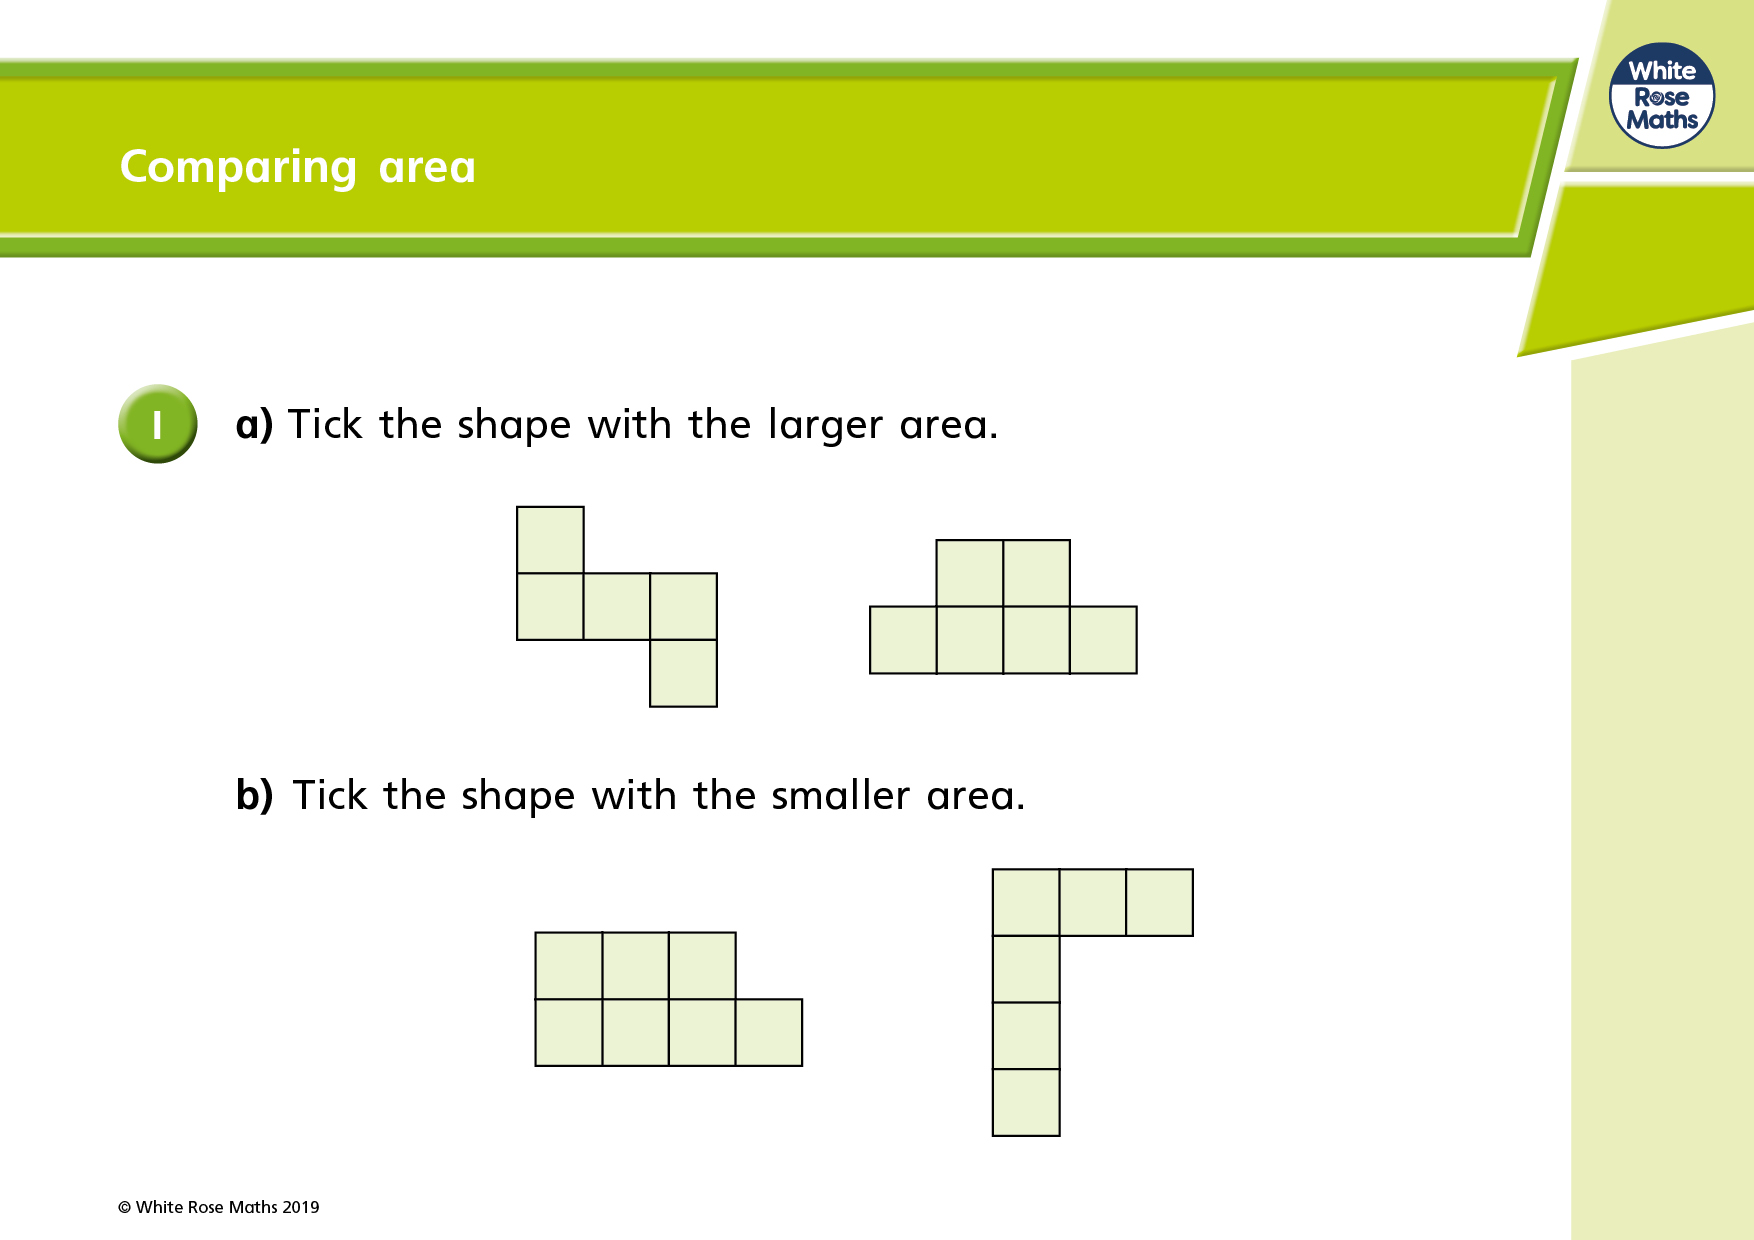 White
Rose
Maths
Comparing area
1
a) Tick the shape with the larger area.
b) Tick the shape with the smaller area.
© White Rose Maths 2019